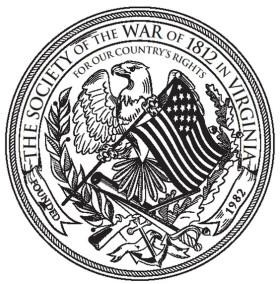 THE SOCIETY OF THE WAR OF 1812 IN VIRGINIA
FOR OUR COUNTRY'S RIGHTS
FOUNDED
1982